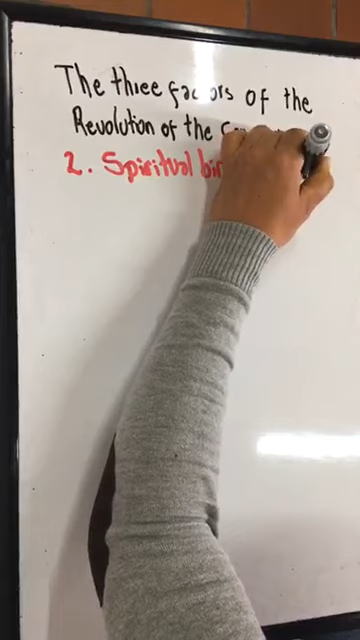 The three factors of the
Revolution of the
2. Spiritual